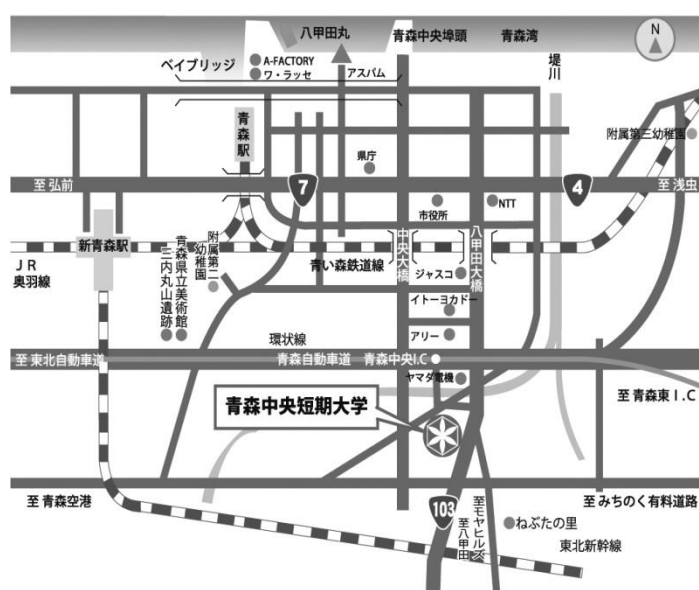 八甲田丸
青森中央埠頭
青森湾
N
ベイブリッジ
A-FACTORY
ワ・ラッセ
アスパム
堤川
青森駅
附属第三幼稚園
県庁
至 弘前
7
4
至 浅虫
市役所
NTT
新青森駅
附属第二
幼稚園
青森県立美術館
三内丸山遺跡
中央大橋
八甲田大橋
JR
奥羽線
青い森鉄道線
ジャスコ
イトーヨカドー
環状線
アリー
至 東北自動車道
青森自動車道
青森中央I.C
ヤマダ電機
至 青森東I.C
青森中央短期大学
至 青森空港
103
至モヤヒルズ
至八甲田
至 みちのく有料道路
ねぶたの里
東北新幹線